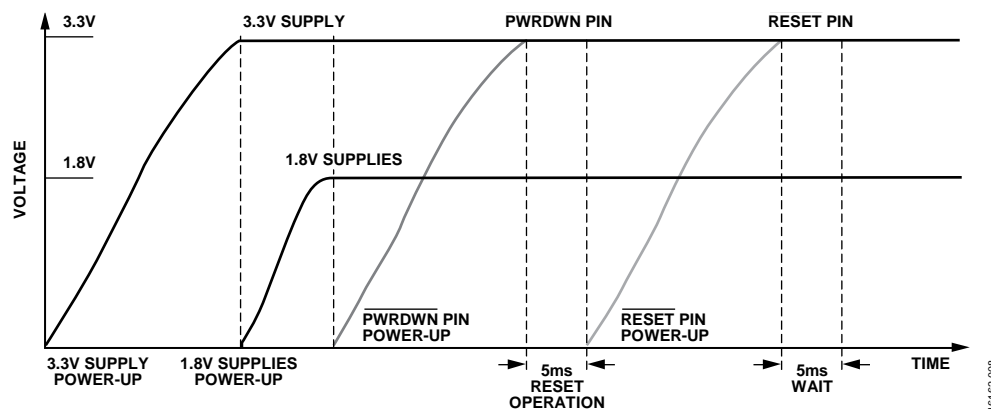 3.3V
3.3V SUPPLY
PWRDWN PIN
RESET PIN
1.8V
1.8V SUPPLIES
VOLTAGE
PWRDWN PIN
POWER-UP
RESET PIN
POWER-UP
3.3V SUPPLY
POWER-UP
1.8V SUPPLIES
POWER-UP
5ms
RESET
OPERATION
5ms
WAIT
TIME